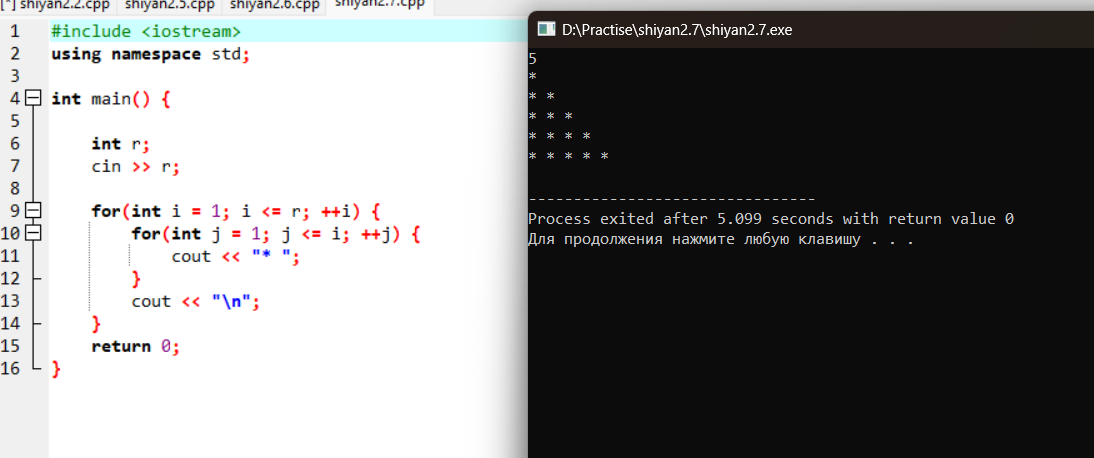 [*] shiyan2.2.cpp shiyan2.5.cpp shiyan2.6.cpp shiyan2.7.cpp
1 #include <iostream>
2 using namespace std;
3
4 int main() {
5
6 int r;
7 cin >> r;
8
9 for(int i = 1; i <= r; ++i) {
10 for(int j = 1; j <= i; ++j) {
11 cout << "* ";
12 }
13 cout << "\n";
14 }
15 return 0;
16 }
D:\Practise\shiyan2.7\shiyan2.7.exe
5
*
* *
* * *
* * * *
* * * * *
--------------------------------
Process exited after 5.099 seconds with return value 0
Для продолжения нажмите любую клавишу . . .